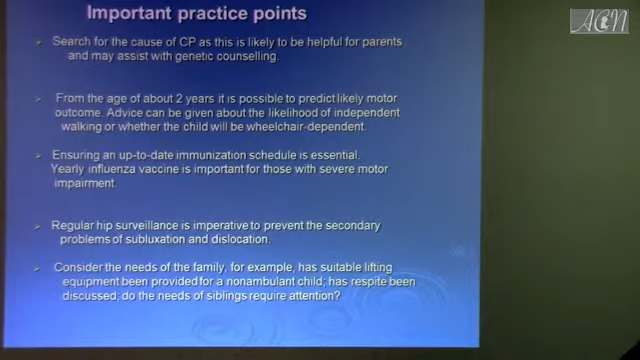 Important practice points
Search for the cause of CP as this is likely to be helpful for parents
and may assist with genetic counselling.
From the age of about 2 years it is possible to predict likely motor
outcome. Advice can be given about the likelihood of independent
walking or whether the child will be wheelchair-dependent.
Ensuring an up-to-date immunization schedule is essential.
Yearly influenza vaccine is important for those with severe motor
impairment.
Regular hip surveillance is imperative to prevent the secondary
problems of subluxation and dislocation.
Consider the needs of the family, for example, has suitable lifting
equipment been provided for a nonambulant child; has respite been
discussed; do the needs of siblings require attention?